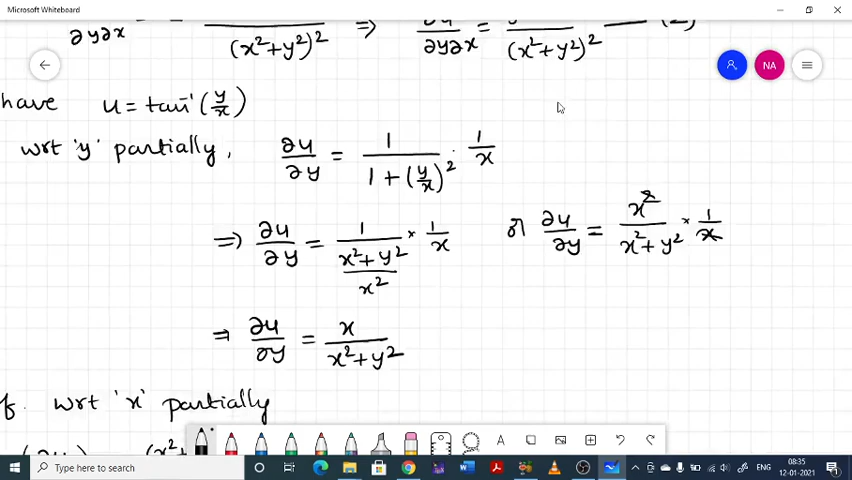 Microsoft Whiteboard
∂y∂x (x²+y²)² ⇒ ∂u/∂y∂x = (x²+y²)² (2)
NA
have u = tan⁻¹(y/x)
wrt 'y' partially, ∂u/∂y = 1/(1+(y/x)²) · 1/x
⇒ ∂u/∂y = 1/((x²+y²)/x²) × 1/x or ∂u/∂y = x²/(x²+y²) × 1/x
⇒ ∂u/∂y = x/(x²+y²)
f. wrt 'x' partially
Type here to search
ENG
08:35
12-01-2021